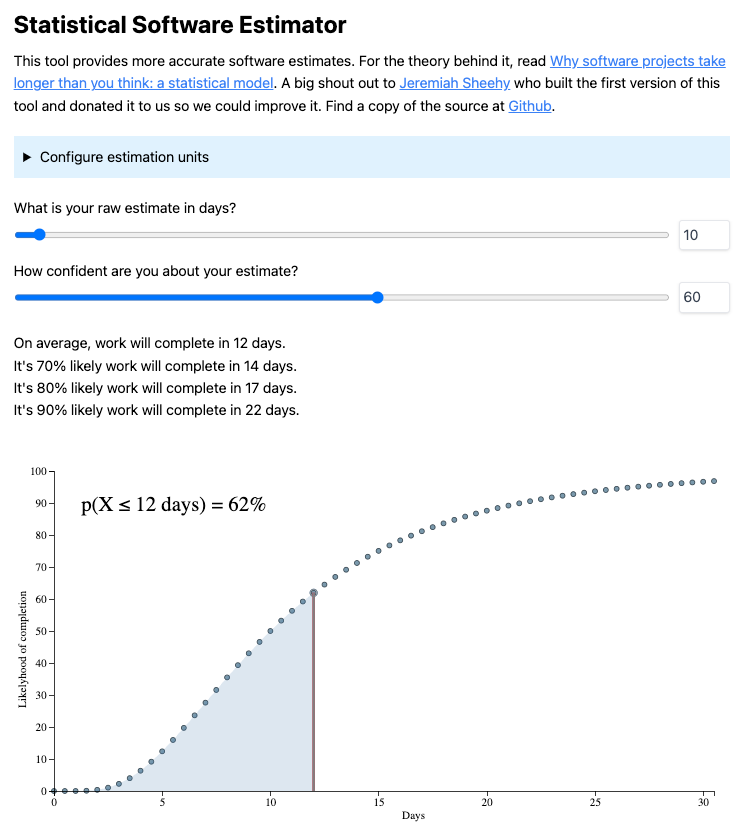 Statistical Software Estimator
This tool provides more accurate software estimates. For the theory behind it, read Why software projects take
longer than you think: a statistical model. A big shout out to Jeremiah Sheehy who built the first version of this
tool and donated it to us so we could improve it. Find a copy of the source at Github.
▶ Configure estimation units
What is your raw estimate in days?
10
How confident are you about your estimate?
60
On average, work will complete in 12 days.
It's 70% likely work will complete in 14 days.
It's 80% likely work will complete in 17 days.
It's 90% likely work will complete in 22 days.
p(X ≤ 12 days) = 62%
100
90
80
70
60
50
40
30
20
10
0
Likelyhood of completion
0 5 10 15 20 25 30
Days